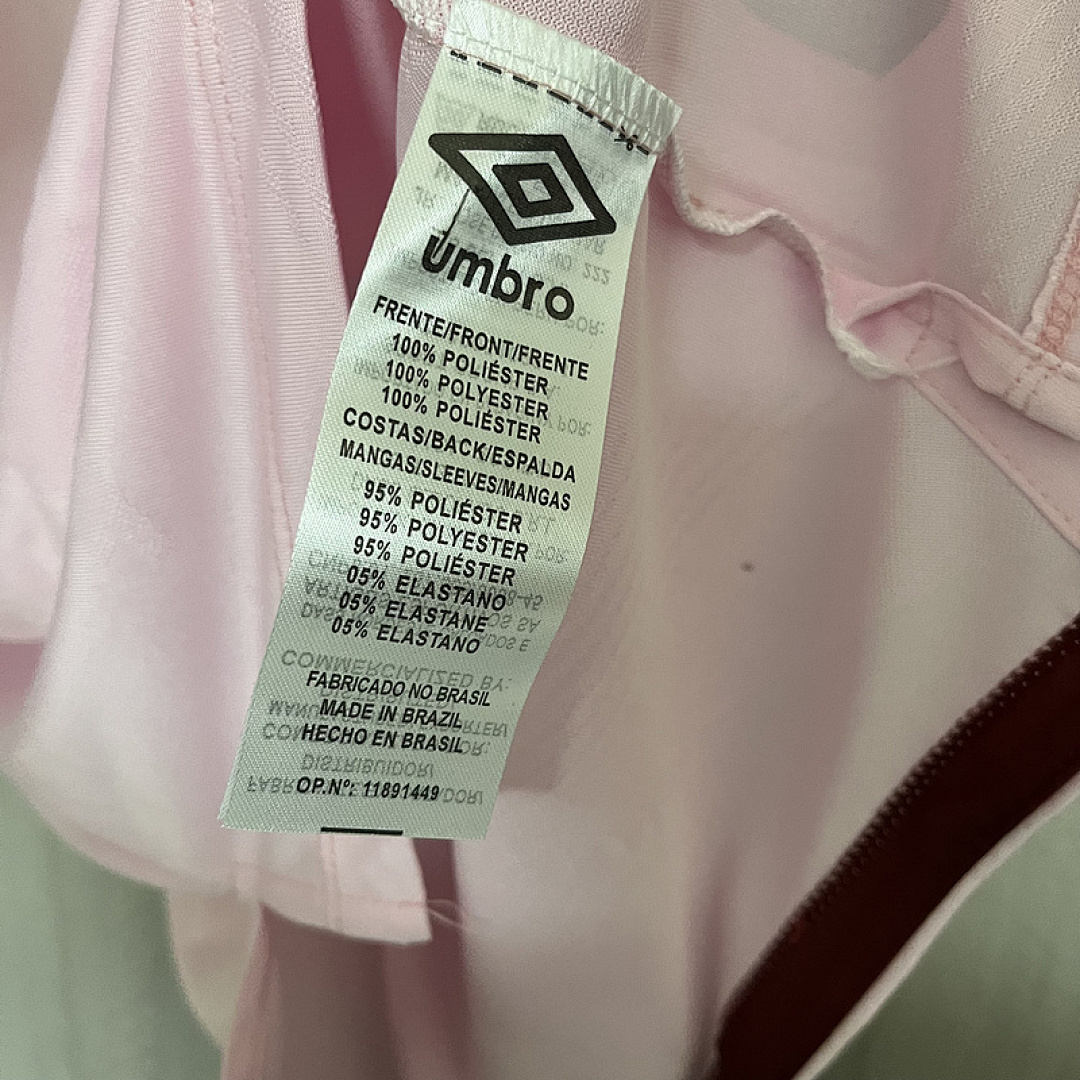 umbro
FRENTE/FRONT/FRENTE
100% POLIÉSTER
100% POLYESTER
100% POLIÉSTER
COSTAS/BACK/ESPALDA
MANGAS/SLEEVES/MANGAS
95% POLIÉSTER
95% POLYESTER
95% POLIÉSTER
05% ELASTANO
05% ELASTANE
05% ELASTANO
FABRICADO NO BRASIL
MADE IN BRAZIL
HECHO EN BRASIL
OP.Nº: 11891449